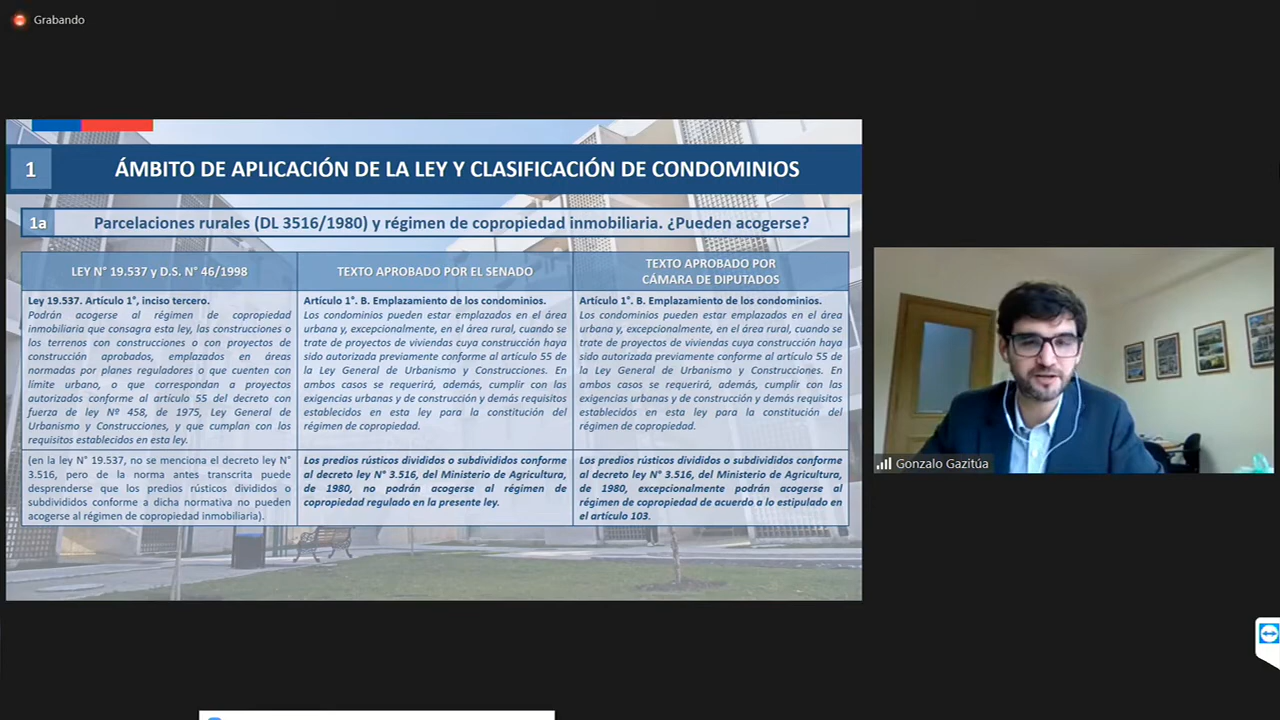 Grabando
1
ÁMBITO DE APLICACIÓN DE LA LEY Y CLASIFICACIÓN DE CONDOMINIOS
1a
Parcelaciones rurales (DL 3516/1980) y régimen de copropiedad inmobiliaria. ¿Pueden acogerse?
LEY N° 19.537 y D.S. N° 46/1998
Ley 19.537. Artículo 1°, inciso tercero.
Podrán acogerse al régimen de copropiedad
inmobiliaria que consagra esta ley, las construcciones o
los terrenos con construcciones o con proyectos de
construcción aprobados, emplazados en áreas
normadas por planes reguladores o que cuenten con
límite urbano, o que correspondan a proyectos
autorizados conforme al artículo 55 del decreto con
fuerza de ley Nº 458, de 1975, Ley General de
Urbanismo y Construcciones, y que cumplan con los
requisitos establecidos en esta ley.
(en la ley N° 19.537, no se menciona el decreto ley N°
3.516, pero de la norma antes transcrita puede
desprenderse que los predios rústicos divididos o
subdivididos conforme a dicha normativa no pueden
acogerse al régimen de copropiedad inmobiliaria).
TEXTO APROBADO POR EL SENADO
Artículo 1°. B. Emplazamiento de los condominios.
Los condominios pueden estar emplazados en el área
urbana y, excepcionalmente, en el área rural, cuando se
trate de proyectos de viviendas cuya construcción haya
sido autorizada previamente conforme al artículo 55 de
la Ley General de Urbanismo y Construcciones. En
ambos casos se requerirá, además, cumplir con las
exigencias urbanas y de construcción y demás requisitos
establecidos en esta ley para la constitución del
régimen de copropiedad.
Los predios rústicos divididos o subdivididos conforme
al decreto ley N° 3.516, del Ministerio de Agricultura,
de 1980, no podrán acogerse al régimen de
copropiedad regulado en la presente ley.
TEXTO APROBADO POR
CÁMARA DE DIPUTADOS
Artículo 1°. B. Emplazamiento de los condominios.
Los condominios pueden estar emplazados en el área
urbana y, excepcionalmente, en el área rural, cuando se
trate de proyectos de viviendas cuya construcción haya
sido autorizada previamente conforme al artículo 55 de
la Ley General de Urbanismo y Construcciones. En
ambos casos se requerirá, además, cumplir con las
exigencias urbanas y de construcción y demás requisitos
establecidos en esta ley para la constitución del
régimen de copropiedad.
Los predios rústicos divididos o subdivididos conforme
al decreto ley N° 3.516, del Ministerio de Agricultura,
de 1980, excepcionalmente podrán acogerse al
régimen de copropiedad de acuerdo a lo estipulado en
el artículo 103.
Gonzalo Gazitúa